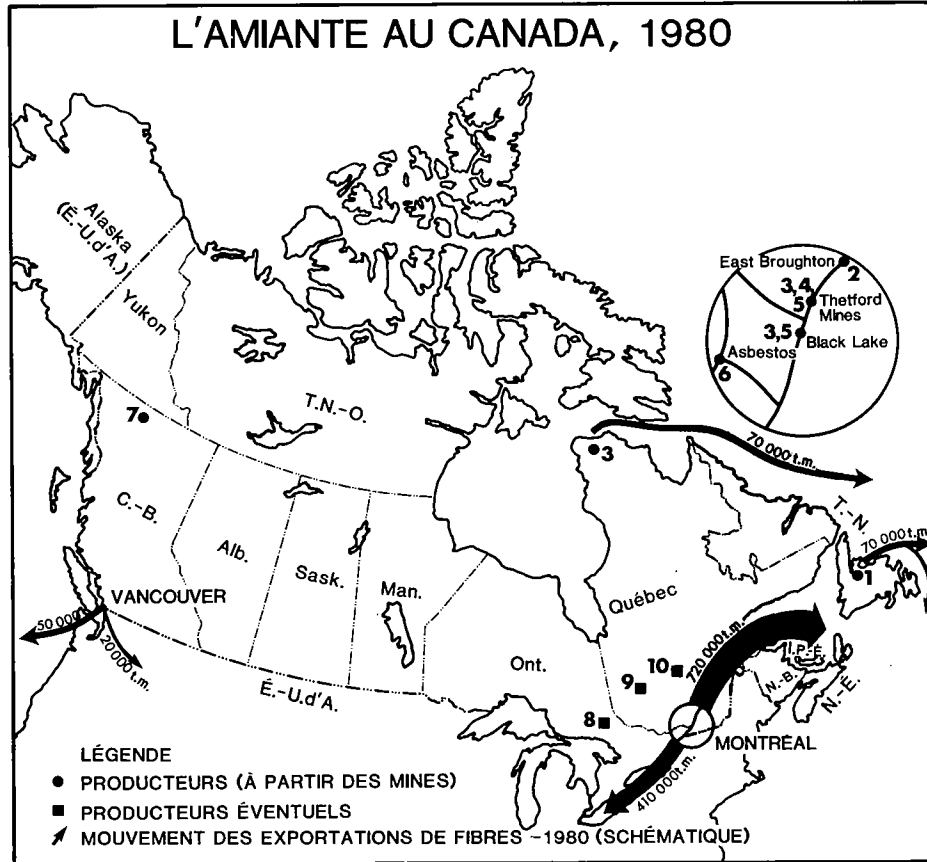 L'AMIANTE AU CANADA, 1980
Alaska
(É.-U.d'A.)
Yukon
East Broughton
2
3,4,
5
Thetford
Mines
3,5
Black Lake
Asbestos
6
T.N.-O.
7
3
70 000 t.m.
C.-B.
Alb.
Sask.
Man.
T.-N.
70 000 t.m.
1
Québec
VANCOUVER
50 000 t.
20 000 t.m.
Ont.
É.-U.d'A.
10
9
8
720 000 t.m.
I.P.-É.
N.-B.
N.-É.
MONTRÉAL
410 000 t.m.
LÉGENDE
PRODUCTEURS (À PARTIR DES MINES)
PRODUCTEURS ÉVENTUELS
MOUVEMENT DES EXPORTATIONS DE FIBRES -1980 (SCHÉMATIQUE)